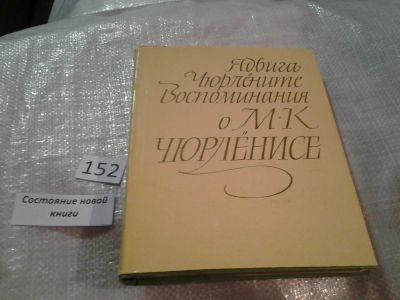 Ядвига
Чюрлёните
Воспоминания
о М·К
ЧЮРЛЁНИСЕ
152
Состояние новой
книги